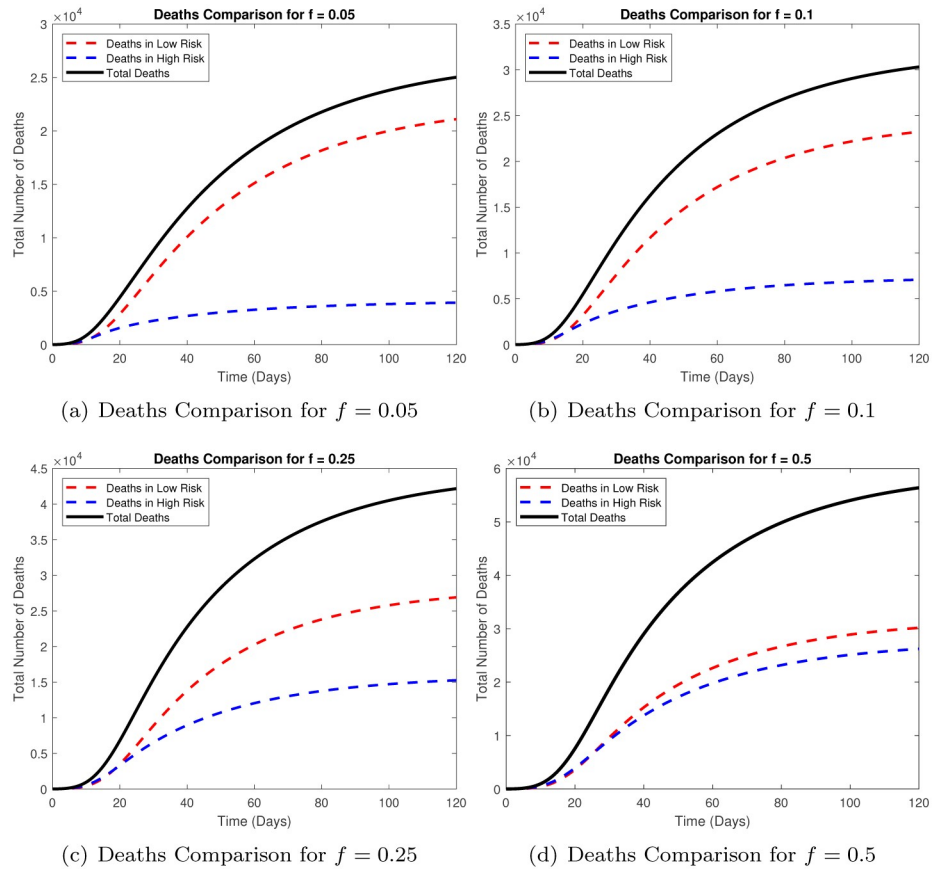 Deaths Comparison for f = 0.05
×10⁴
Deaths in Low Risk
Deaths in High Risk
Total Deaths
3
2.5
2
1.5
1
0.5
0
Total Number of Deaths
0 20 40 60 80 100 120
Time (Days)
(a) Deaths Comparison for f = 0.05
Deaths Comparison for f = 0.1
×10⁴
Deaths in Low Risk
Deaths in High Risk
Total Deaths
3.5
3
2.5
2
1.5
1
0.5
0
Total Number of Deaths
0 20 40 60 80 100 120
Time (Days)
(b) Deaths Comparison for f = 0.1
Deaths Comparison for f = 0.25
×10⁴
Deaths in Low Risk
Deaths in High Risk
Total Deaths
4.5
4
3.5
3
2.5
2
1.5
1
0.5
0
Total Number of Deaths
0 20 40 60 80 100 120
Time (Days)
(c) Deaths Comparison for f = 0.25
Deaths Comparison for f = 0.5
×10⁴
Deaths in Low Risk
Deaths in High Risk
Total Deaths
6
5
4
3
2
1
0
Total Number of Deaths
0 20 40 60 80 100 120
Time (Days)
(d) Deaths Comparison for f = 0.5